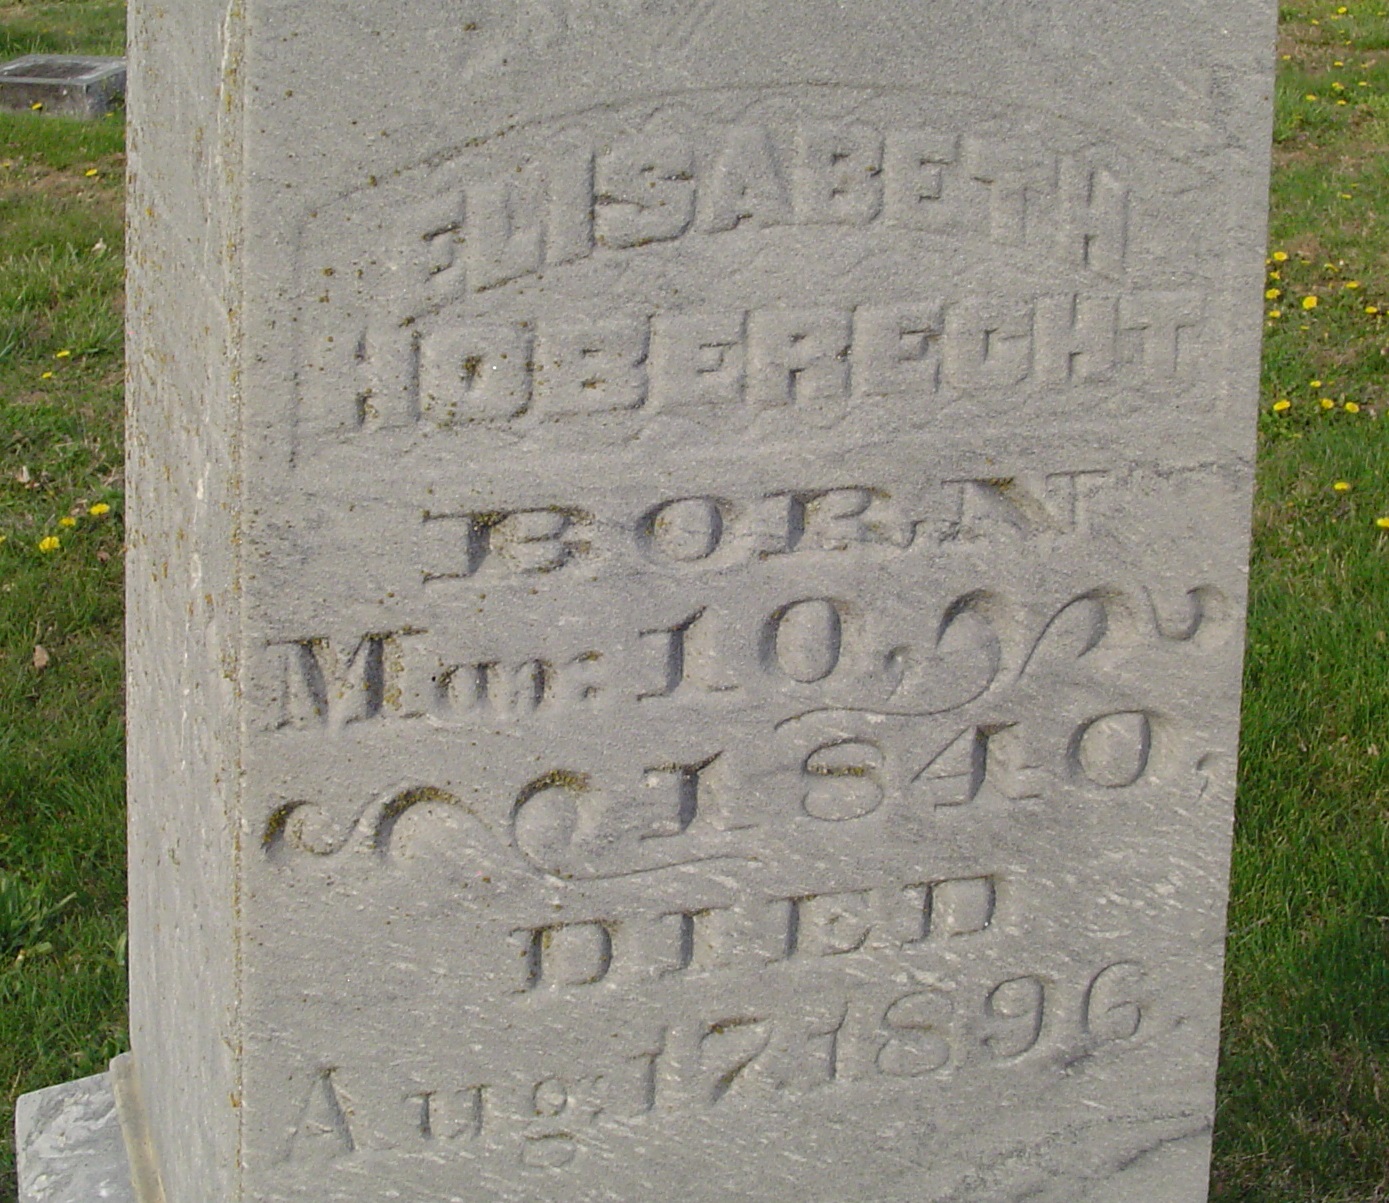 ELISABETH
HOBERECHT
BORN
Mar. 10,
1840,
DIED
Aug. 17. 1896.